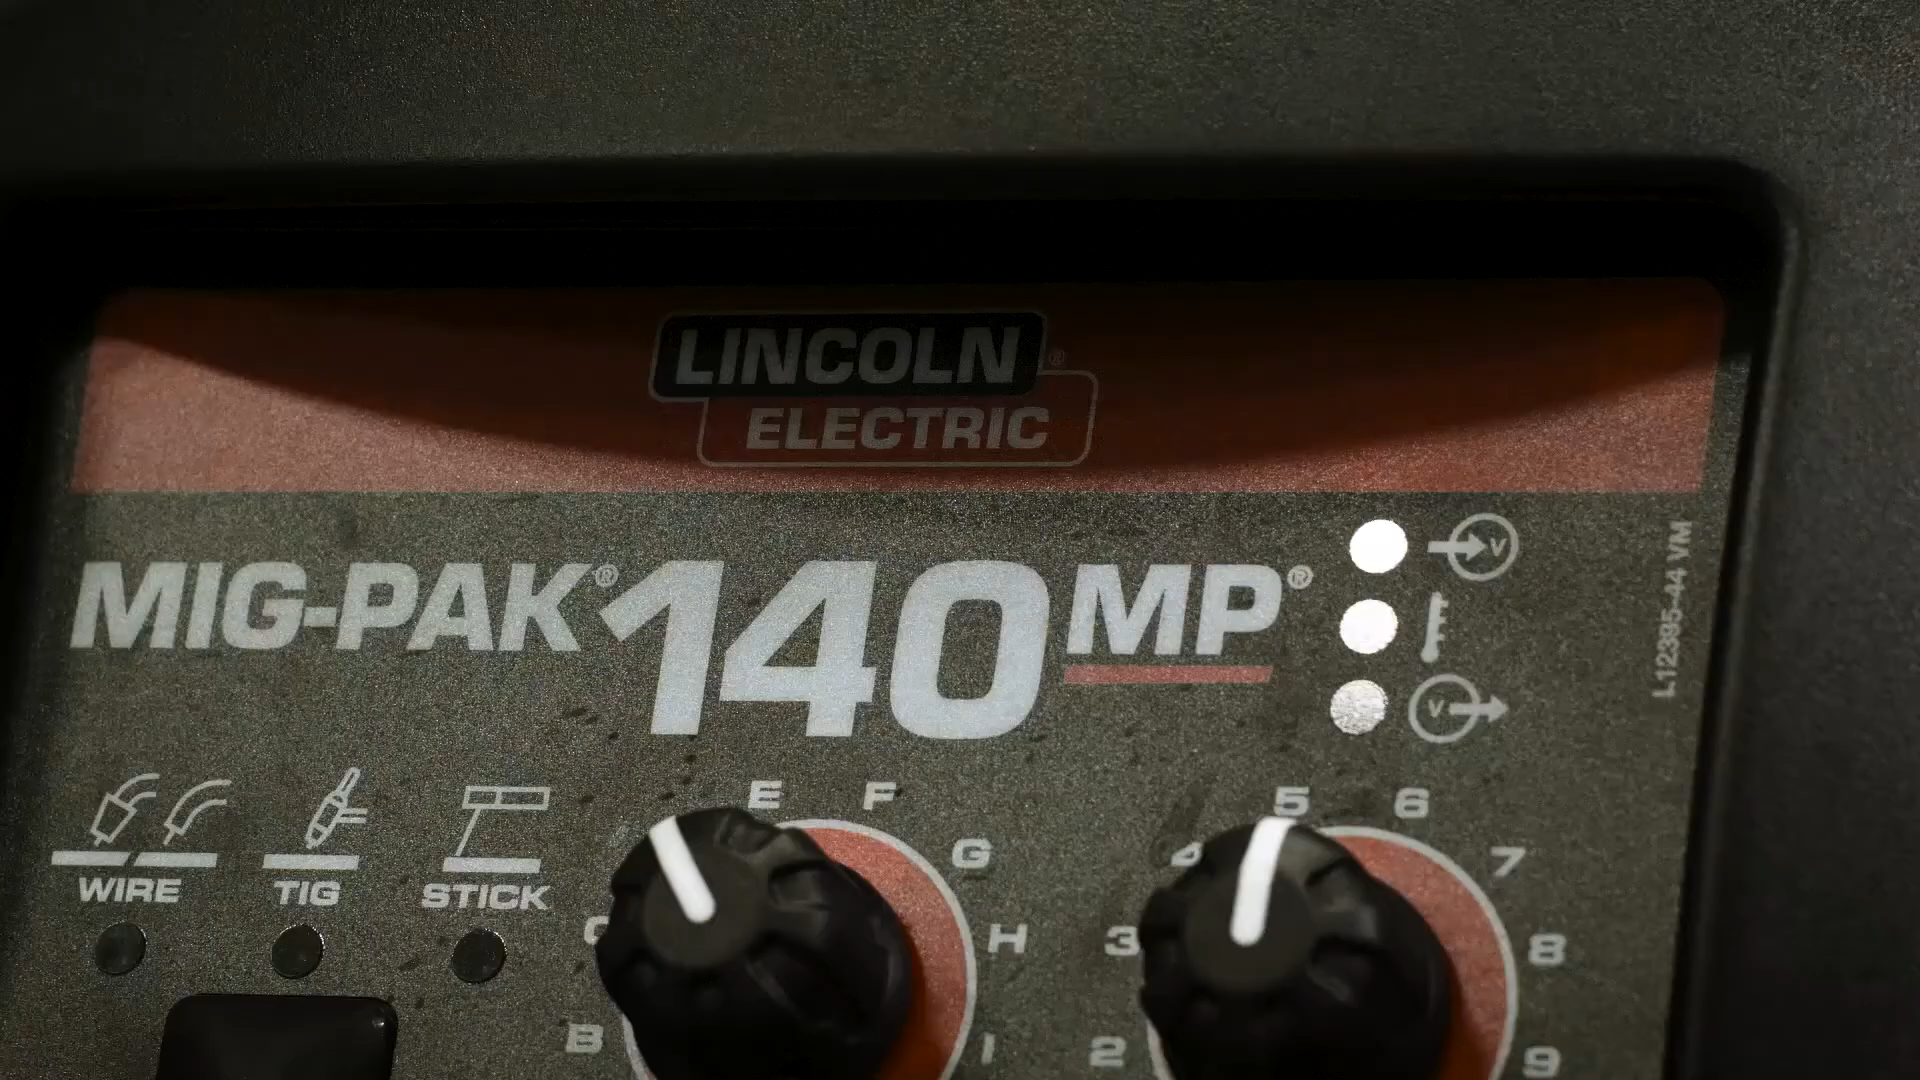 LINCOLN®
ELECTRIC
MIG-PAK® 140 MP®
V
V
L12395-44 VM
WIRE
TIG
STICK
E F
G
H
I
B
5 6
4
7
3
8
2
9